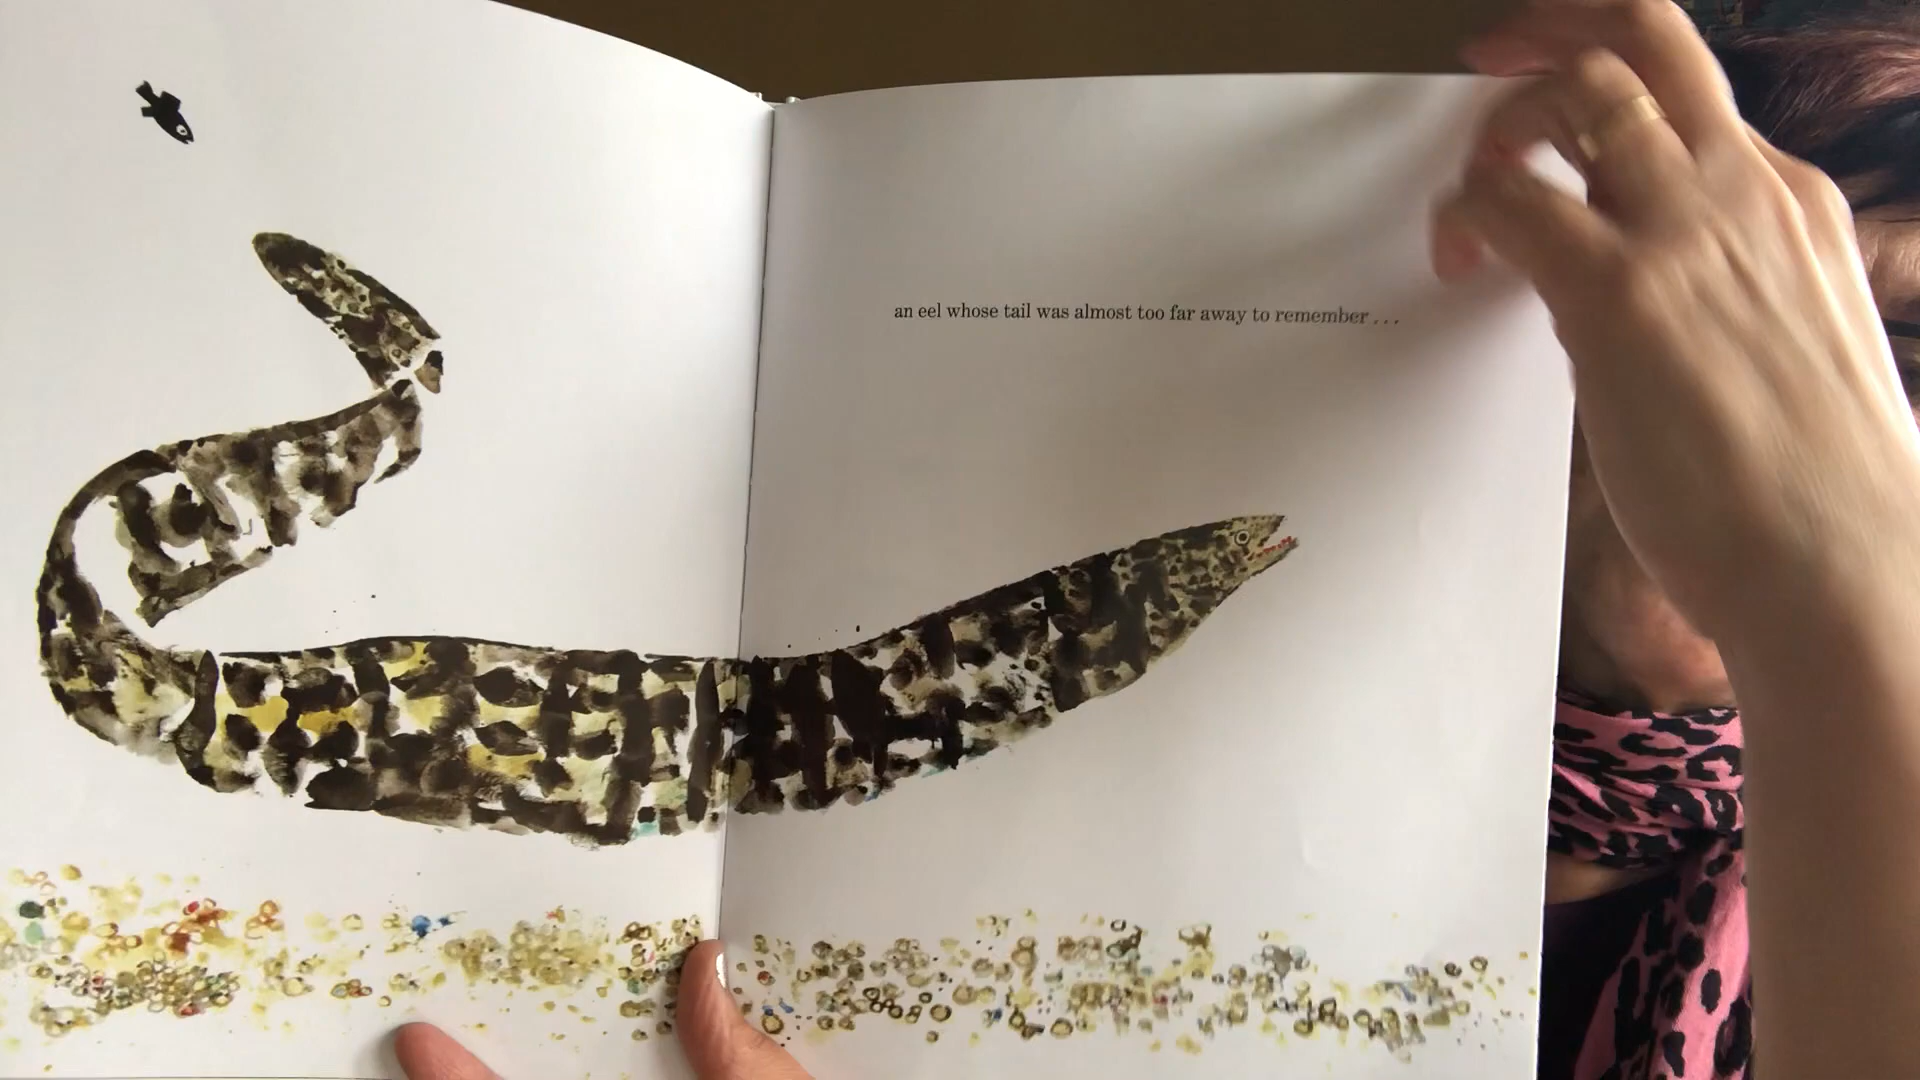 an eel whose tail was almost too far away to remember . . .